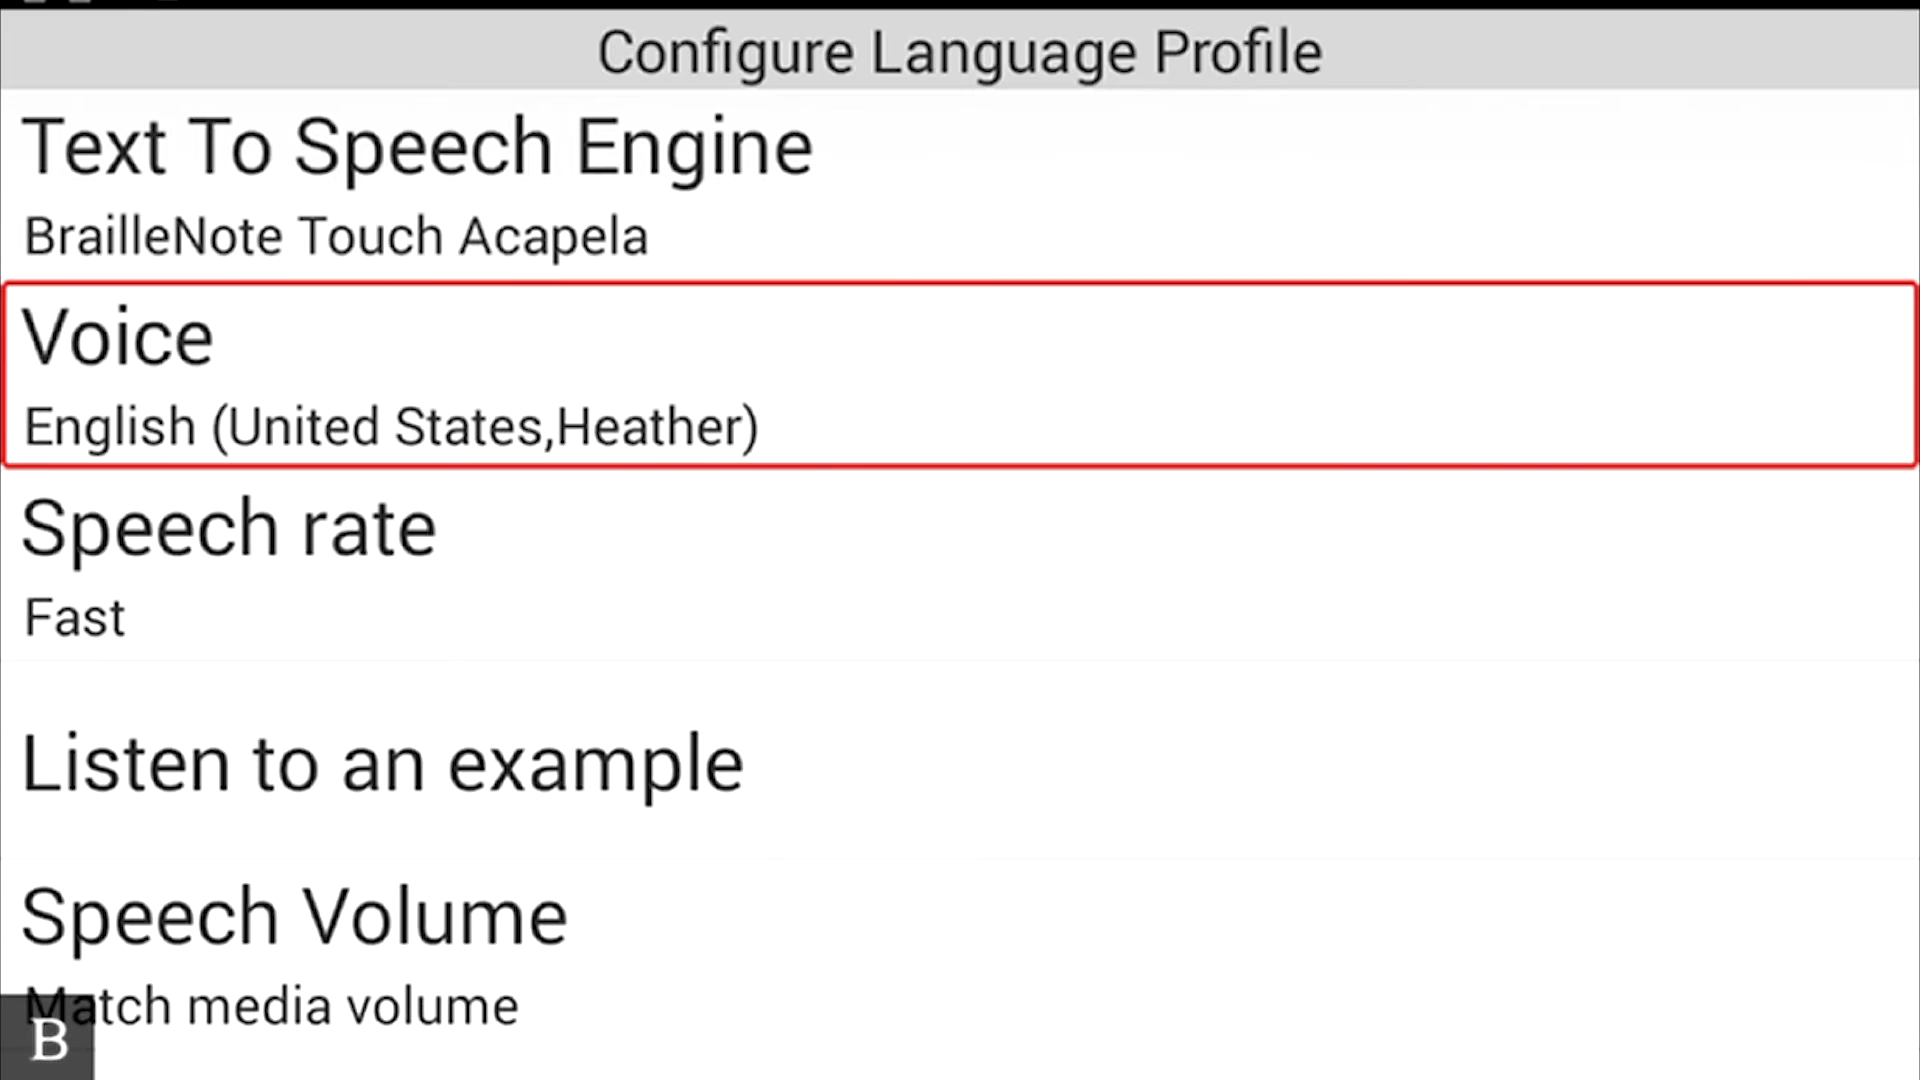 Configure Language Profile
Text To Speech Engine
BrailleNote Touch Acapela
Voice
English (United States,Heather)
Speech rate
Fast
Listen to an example
Speech Volume
Match media volume
B